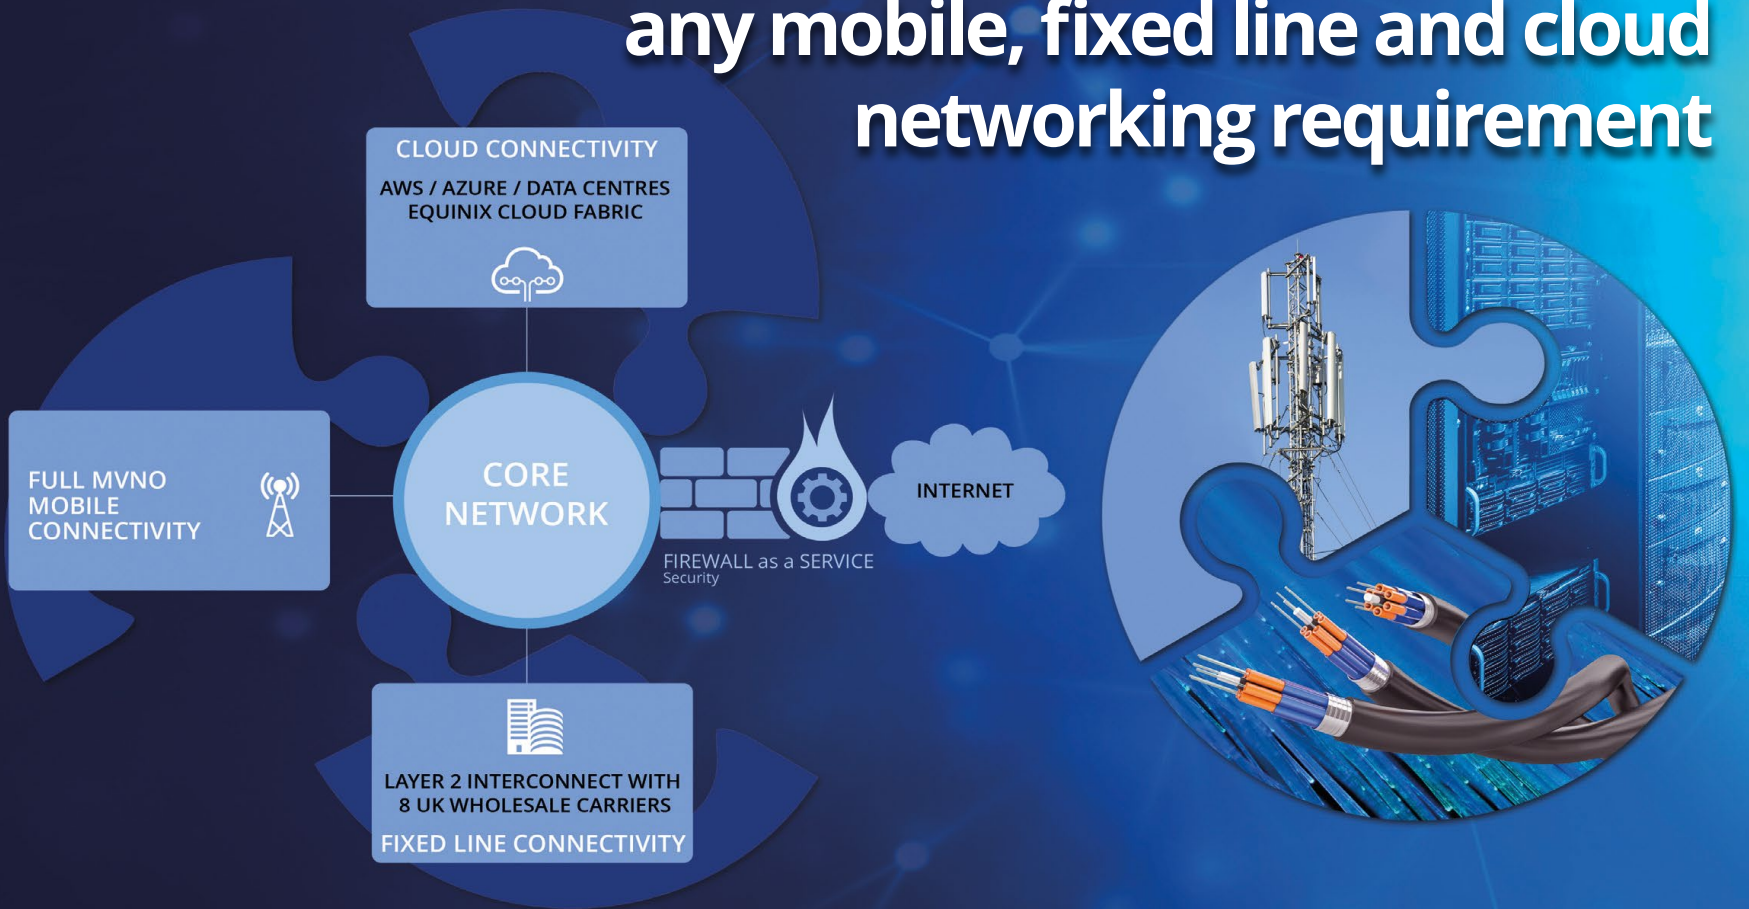 any mobile, fixed line and cloud
networking requirement
CLOUD CONNECTIVITY
AWS / AZURE / DATA CENTRES
EQUINIX CLOUD FABRIC
FULL MVNO
MOBILE
CONNECTIVITY
CORE
NETWORK
FIREWALL as a SERVICE
Security
INTERNET
LAYER 2 INTERCONNECT WITH
8 UK WHOLESALE CARRIERS
FIXED LINE CONNECTIVITY